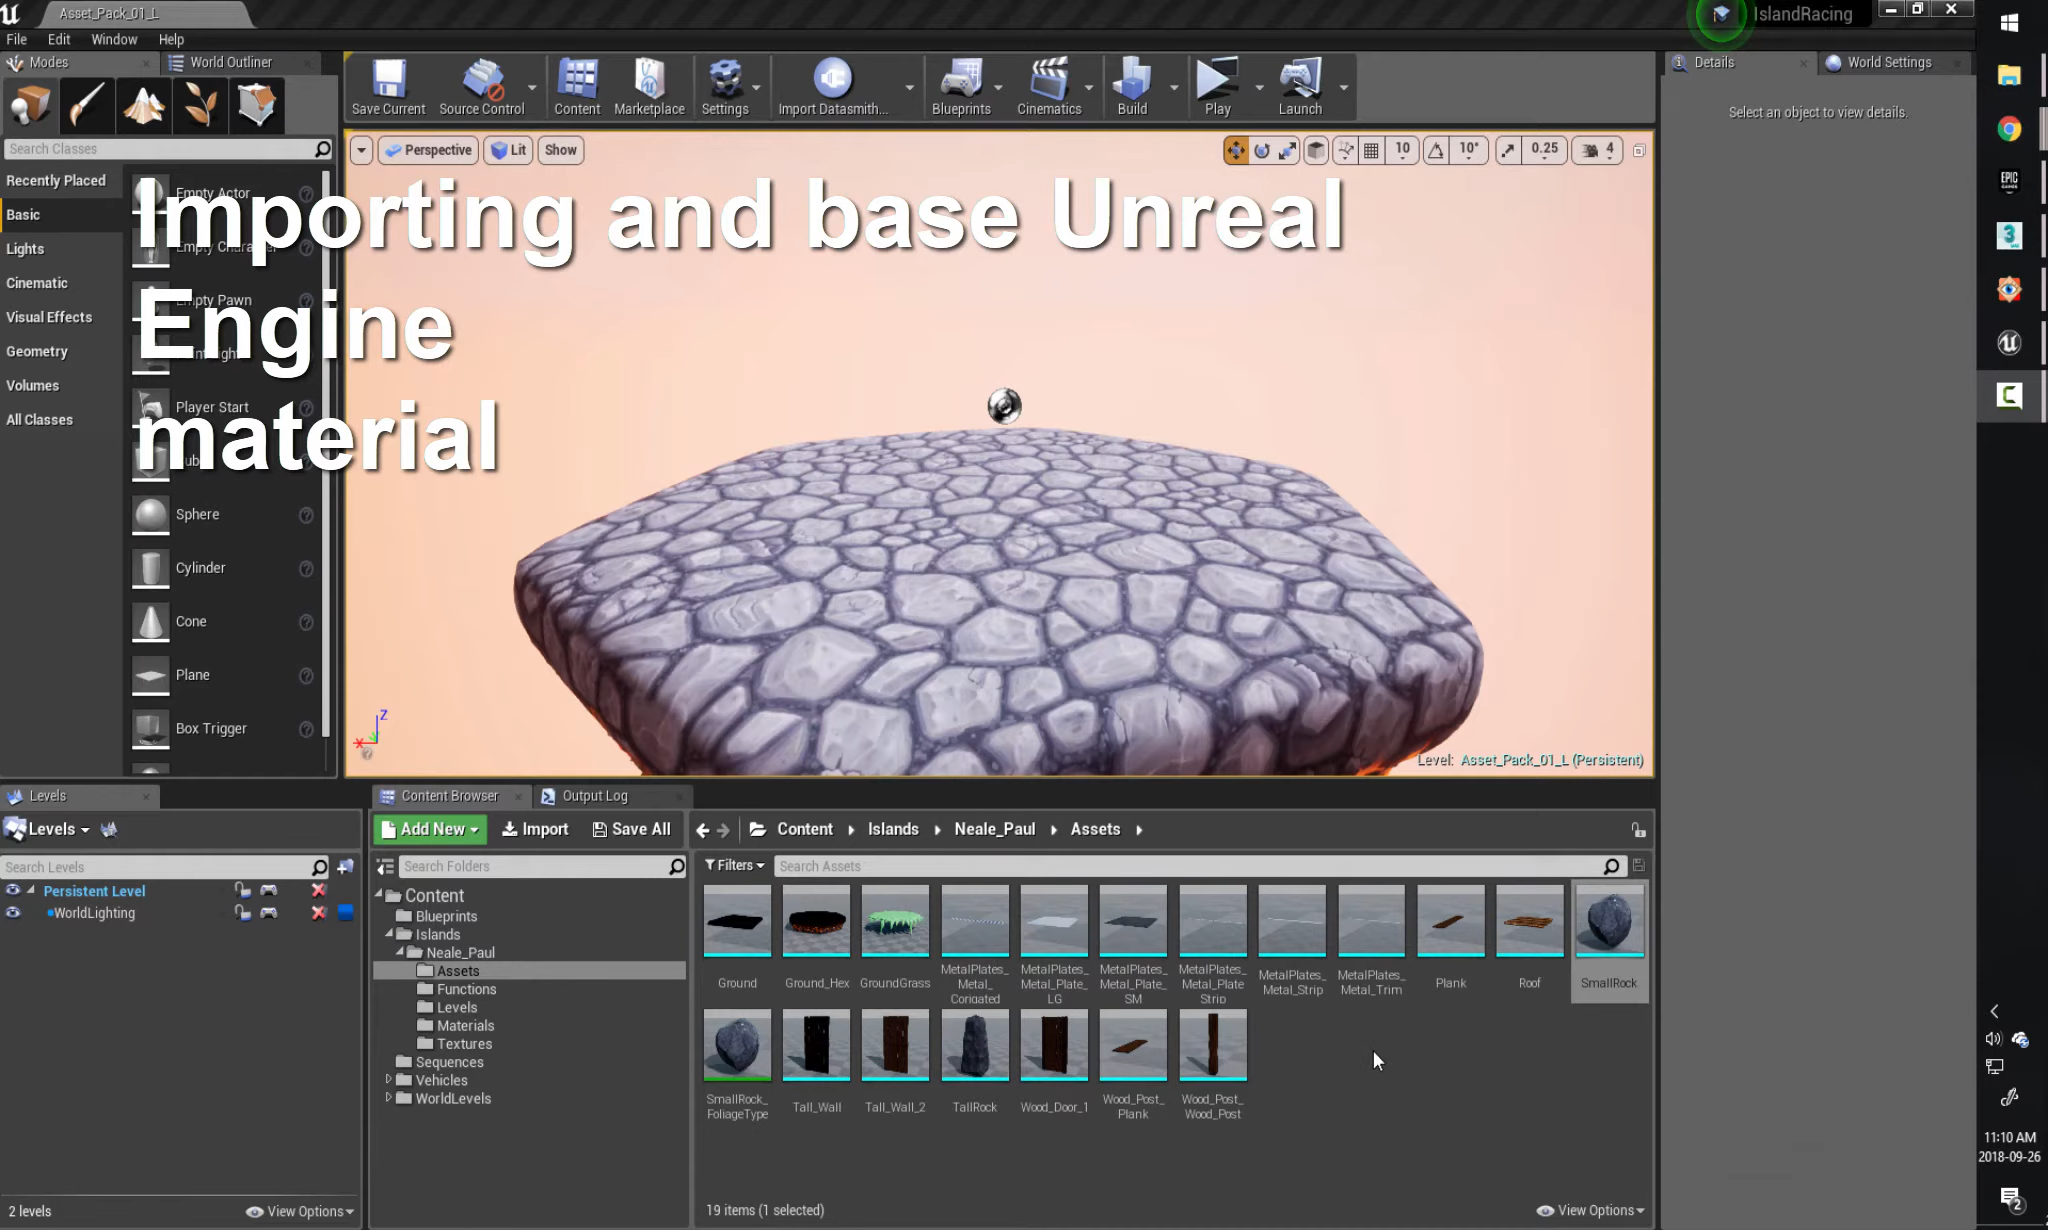 Asset_Pack_01_L
IslandRacing
File Edit Window Help
Modes World Outliner
Search Classes
Recently Placed
Basic
Lights
Cinematic
Visual Effects
Geometry
Volumes
All Classes
Empty Actor
Empty Pawn
Player Start
Sphere
Cylinder
Cone
Plane
Box Trigger
Save Current Source Control Content Marketplace Settings Import Datasmith... Blueprints Cinematics Build Play Launch
Perspective Lit Show
10 10° 0.25 4
Importing and base Unreal
Engine
material
Z
X
Level: Asset_Pack_01_L (Persistent)
Details World Settings
Select an object to view details.
EPIC
GAMES
3
Levels
Levels
Search Levels
Persistent Level
WorldLighting
2 levels
View Options
Content Browser Output Log
Add New Import Save All
Content Islands Neale_Paul Assets
Search Folders
Filters Search Assets
Content
Blueprints
Islands
Neale_Paul
Assets
Functions
Levels
Materials
Textures
Sequences
Vehicles
WorldLevels
Ground
Ground_Hex
GroundGrass
MetalPlates_
Metal_
Corigated
MetalPlates_
Metal_Plate_
LG
MetalPlates_
Metal_Plate_
SM
MetalPlates_
Metal_Plate
Strip
MetalPlates_
Metal_Strip
MetalPlates_
Metal_Trim
Plank
Roof
SmallRock
SmallRock_
FoliageType
Tall_Wall
Tall_Wall_2
TallRock
Wood_Door_1
Wood_Post_
Plank
Wood_Post_
Wood_Post
19 items (1 selected)
View Options
11:10 AM
2018-09-26
2